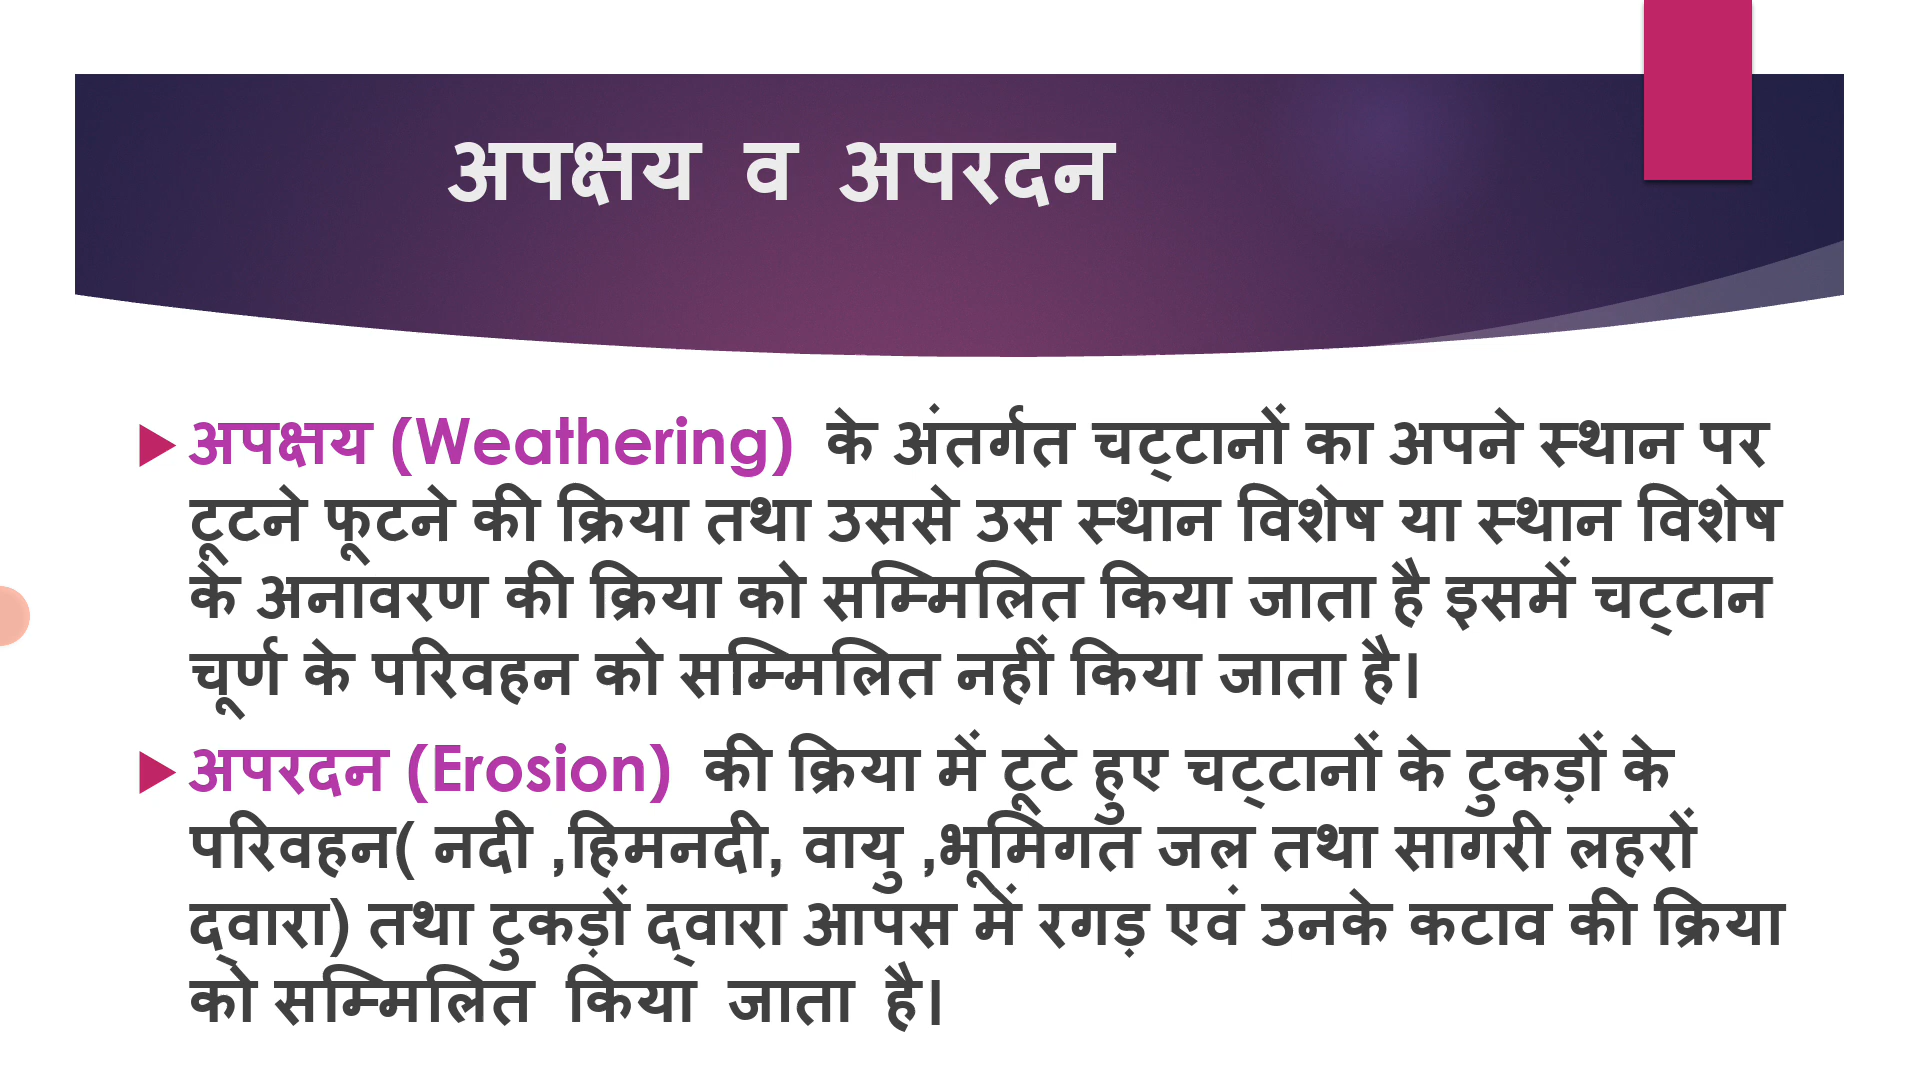 अपक्षय व अपरदन
अपक्षय (Weathering) के अंतर्गत चट्टानों का अपने स्थान पर
टूटने फूटने की क्रिया तथा उससे उस स्थान विशेष या स्थान विशेष
के अनावरण की क्रिया को सम्मिलित किया जाता है इसमें चट्टान
चूर्ण के परिवहन को सम्मिलित नहीं किया जाता है।
अपरदन (Erosion) की क्रिया में टूटे हुए चट्टानों के टुकड़ों के
परिवहन( नदी ,हिमनदी, वायु ,भूमिगत जल तथा सागरी लहरों
द्वारा) तथा टुकड़ों द्वारा आपस में रगड़ एवं उनके कटाव की क्रिया
को सम्मिलित किया जाता है।